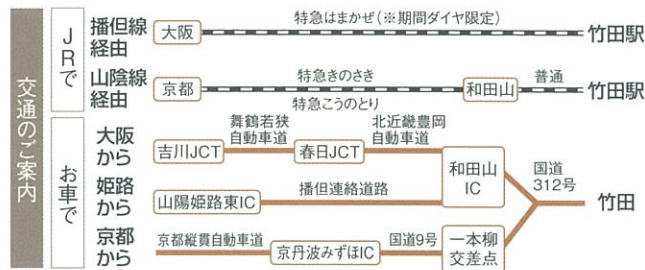 交通のご案内
JRで
播但線
経由
大阪
特急はまかぜ(※期間ダイヤ限定)
竹田駅
山陰線
経由
京都
特急きのさき
特急こうのとり
和田山
普通
竹田駅
お車で
大阪
から
吉川JCT
舞鶴若狭
自動車道
春日JCT
北近畿豊岡
自動車道
和田山
IC
姫路
から
山陽姫路東IC
播但連絡道路
国道
312号
竹田
京都
から
京都縦貫自動車道
京丹波みずほIC
国道9号
一本柳
交差点